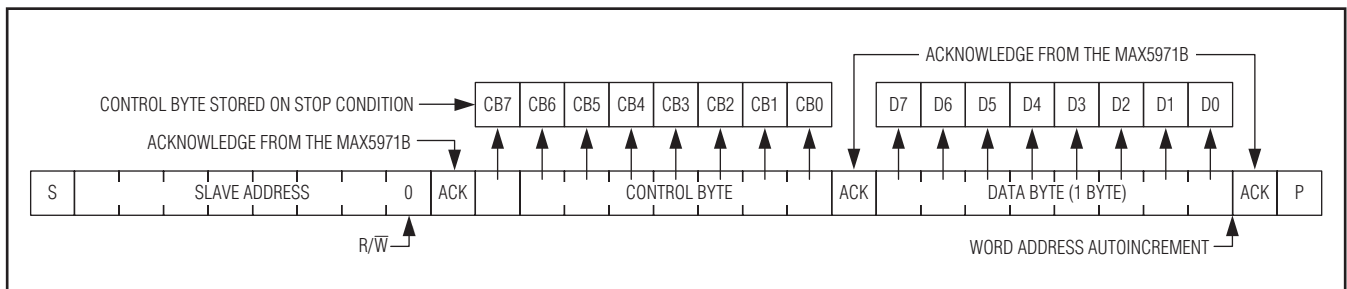 ACKNOWLEDGE FROM THE MAX5971B
CONTROL BYTE STORED ON STOP CONDITION CB7 CB6 CB5 CB4 CB3 CB2 CB1 CB0 D7 D6 D5 D4 D3 D2 D1 D0
ACKNOWLEDGE FROM THE MAX5971B
S SLAVE ADDRESS 0 ACK CONTROL BYTE ACK DATA BYTE (1 BYTE) ACK P
R/W̅ WORD ADDRESS AUTOINCREMENT